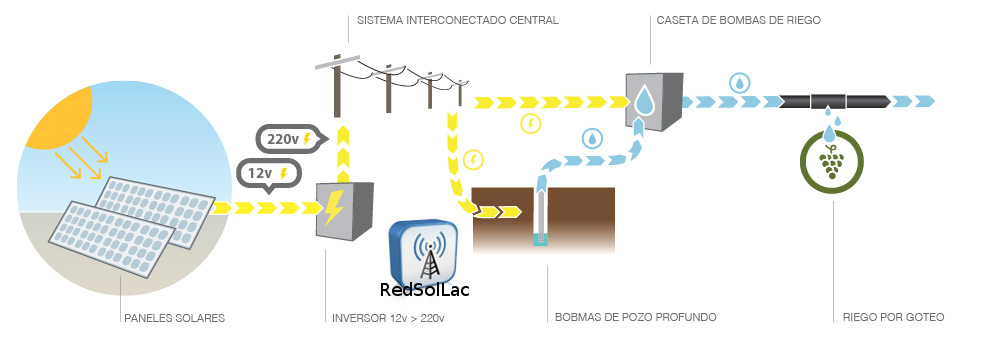 SISTEMA INTERCONECTADO CENTRAL
CASETA DE BOMBAS DE RIEGO
220v
12v
RedSolLac
PANELES SOLARES
INVERSOR 12v > 220v
BOBMAS DE POZO PROFUNDO
RIEGO POR GOTEO